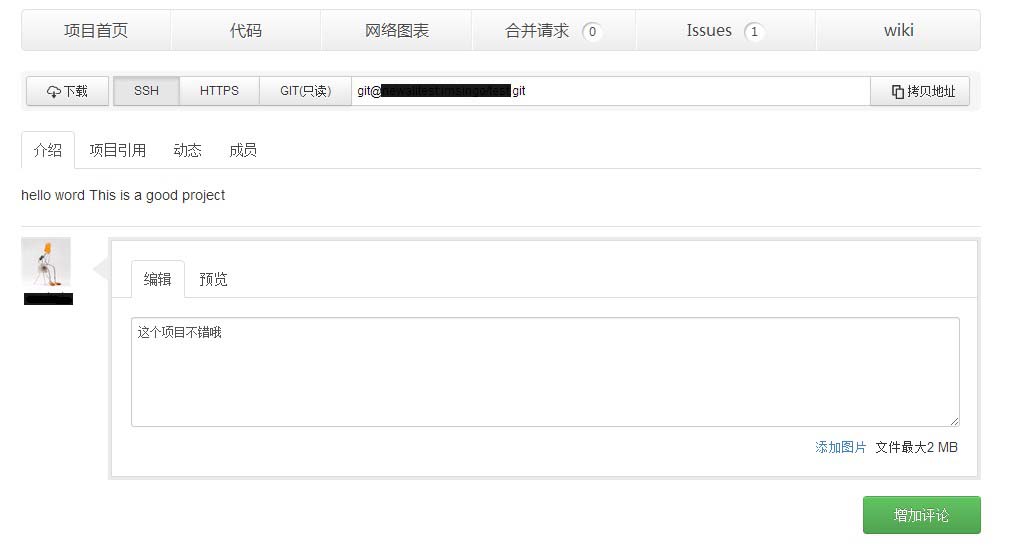 项目首页 代码 网络图表 合并请求 0 Issues 1 wiki
下载 SSH HTTPS GIT(只读) git@ git 拷贝地址
介绍 项目引用 动态 成员
hello word This is a good project
编辑 预览
这个项目不错哦
添加图片 文件最大2 MB
增加评论